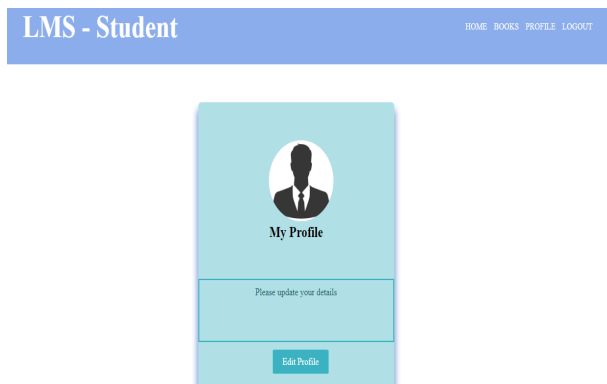 LMS - Student
HOME BOOKS PROFILE LOGOUT
My Profile
Please update your details
Edit Profile